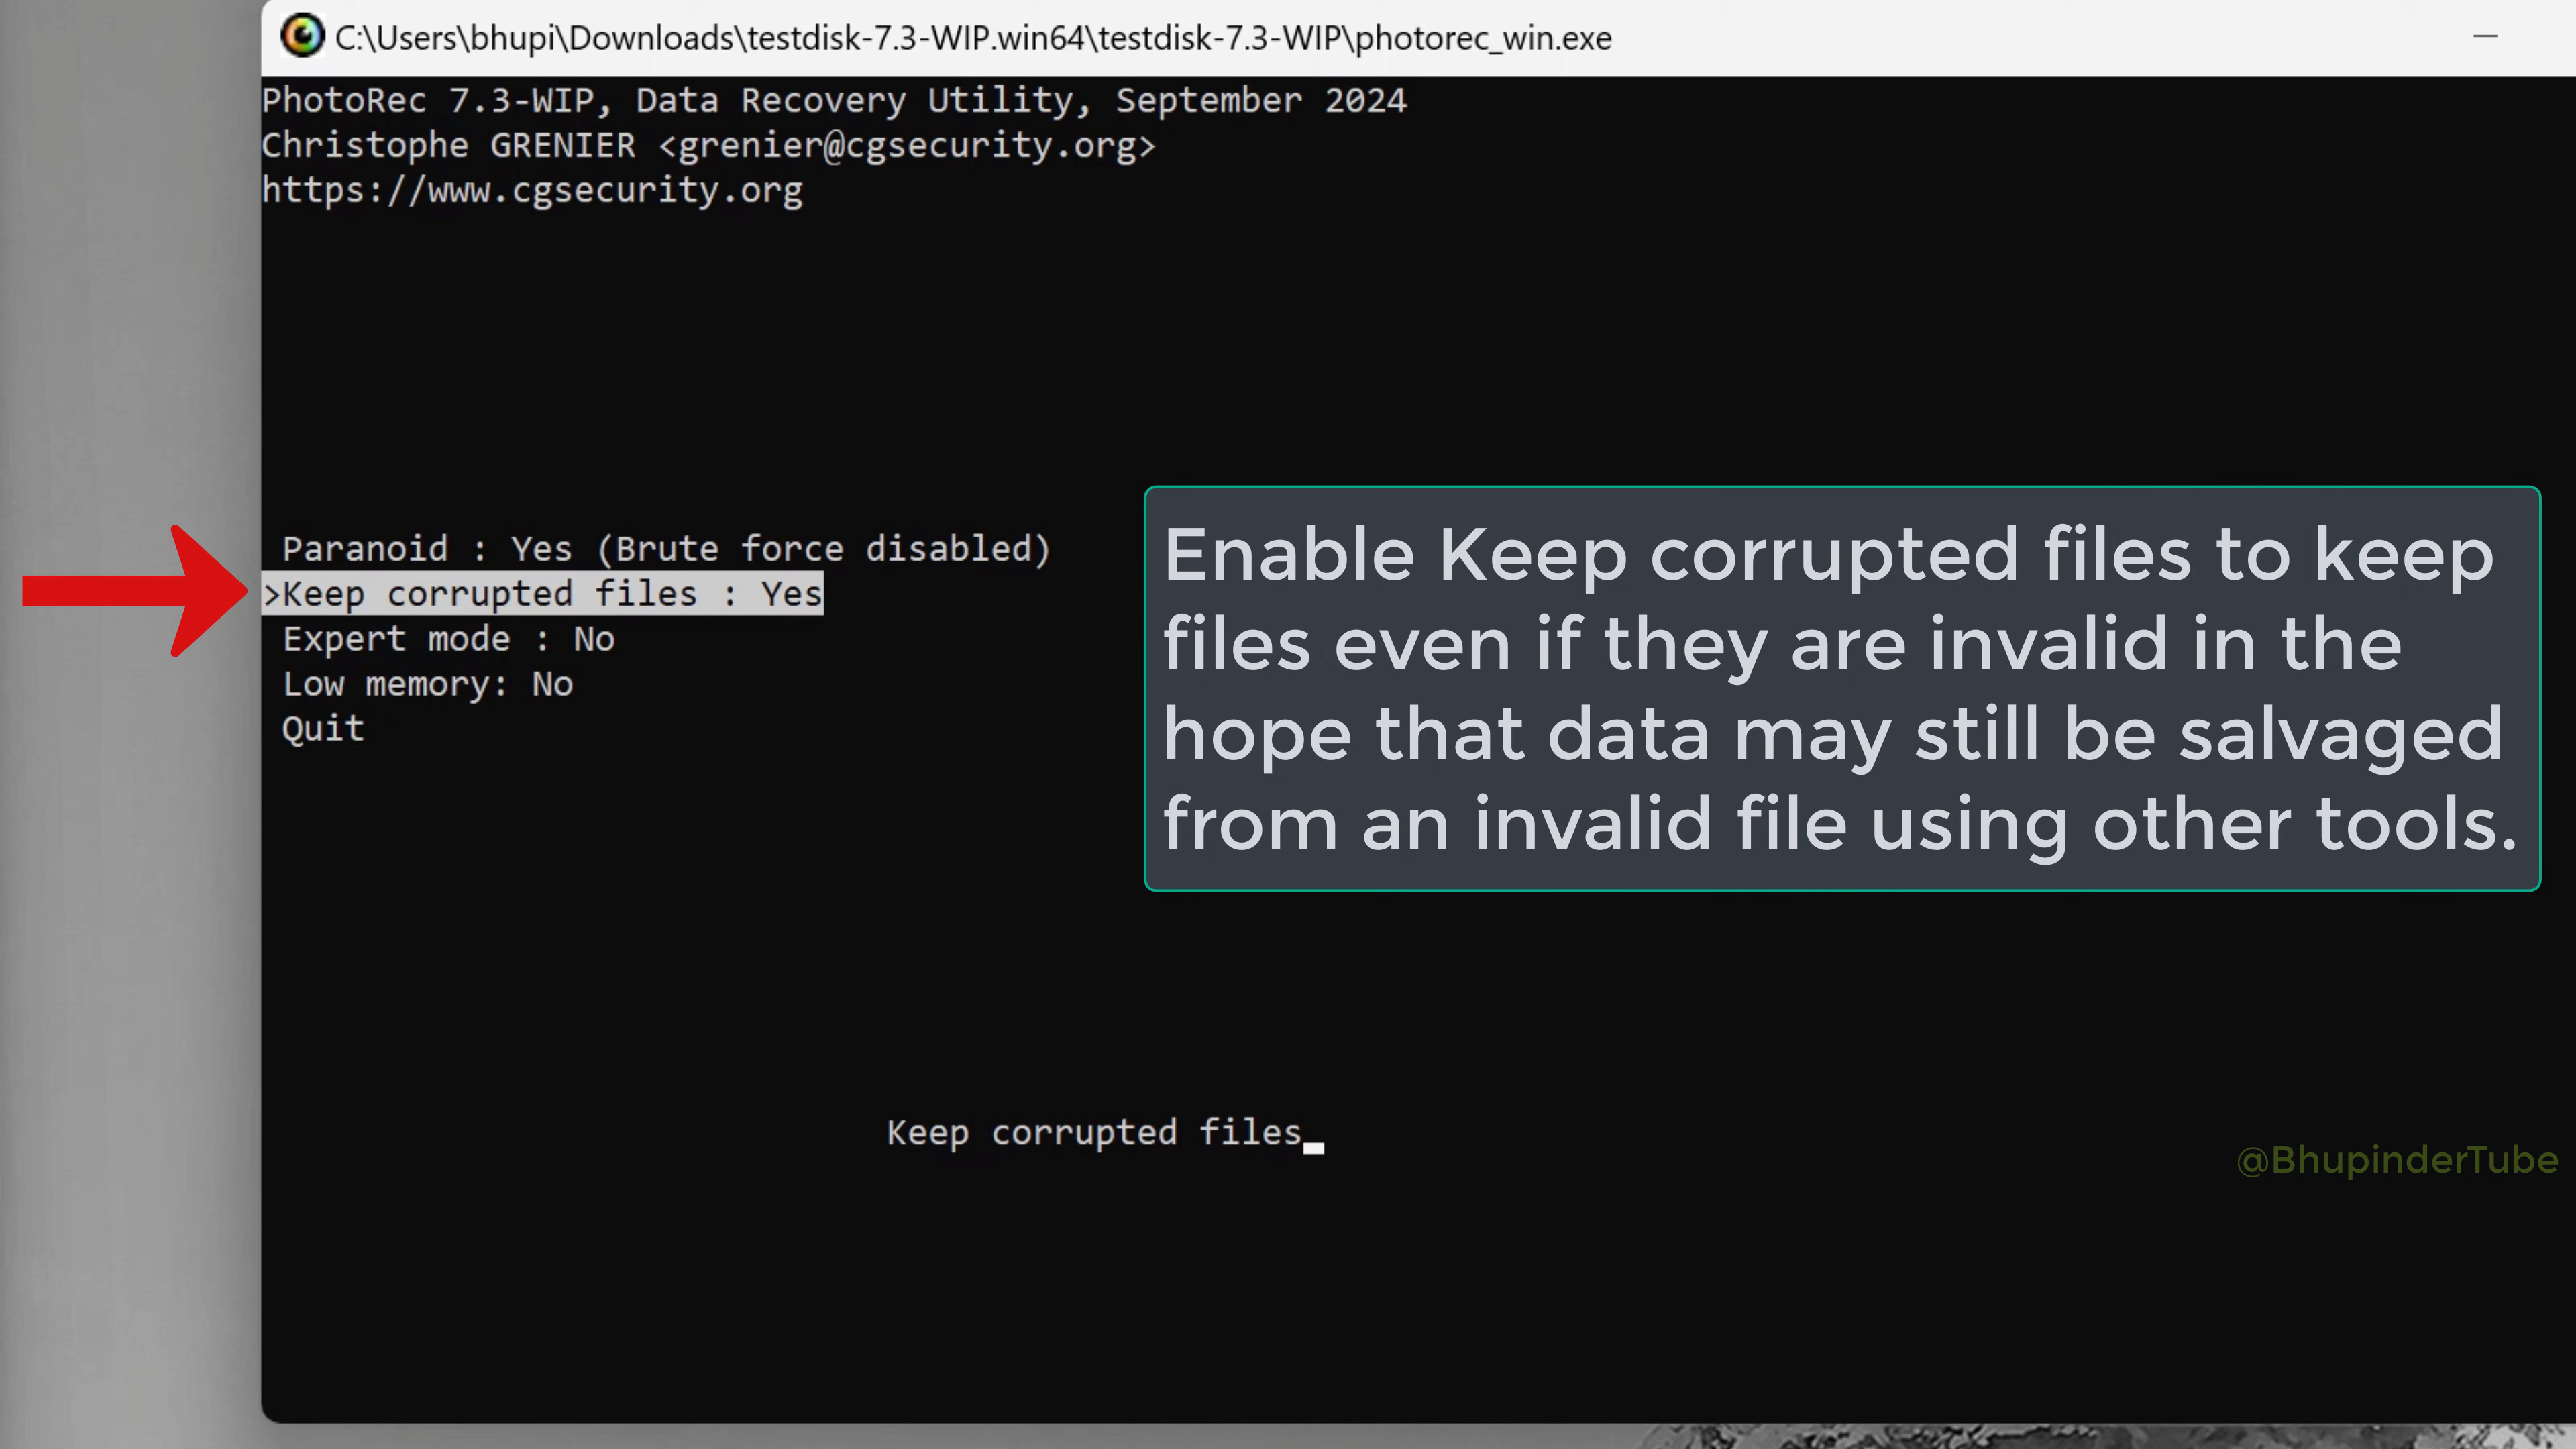 C:\Users\bhupi\Downloads\testdisk-7.3-WIP.win64\testdisk-7.3-WIP\photorec_win.exe
PhotoRec 7.3-WIP, Data Recovery Utility, September 2024
Christophe GRENIER <grenier@cgsecurity.org>
https://www.cgsecurity.org
Paranoid : Yes (Brute force disabled)
>Keep corrupted files : Yes
Expert mode : No
Low memory: No
Quit
Enable Keep corrupted files to keep
files even if they are invalid in the
hope that data may still be salvaged
from an invalid file using other tools.
Keep corrupted files
@BhupinderTube